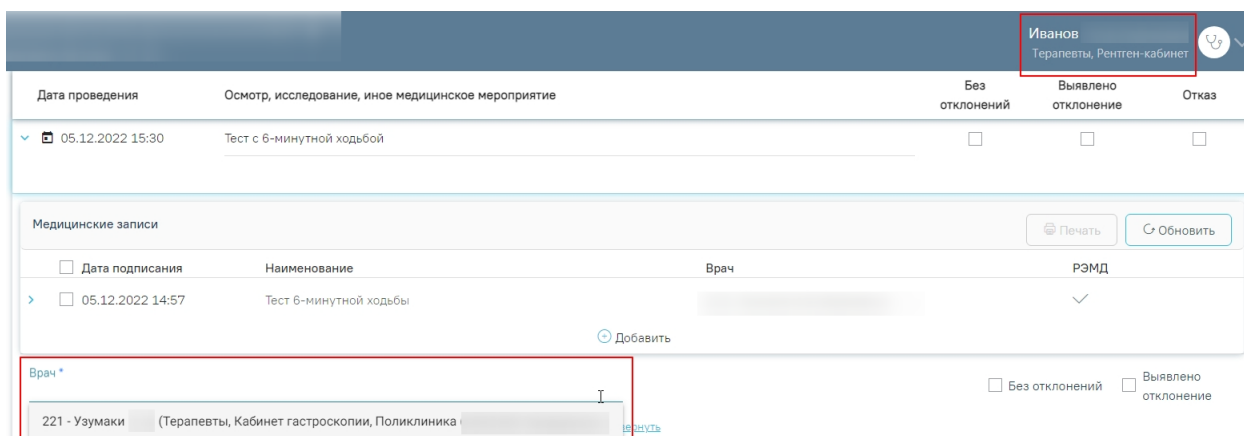 Иванов
Терапевты, Рентген-кабинет
Дата проведения Осмотр, исследование, иное медицинское мероприятие Без отклонений Выявлено отклонение Отказ
05.12.2022 15:30 Тест с 6-минутной ходьбой
Медицинские записи Печать Обновить
Дата подписания Наименование Врач РЭМД
05.12.2022 14:57 Тест 6-минутной ходьбы
Добавить
Врач *
Без отклонений Выявлено отклонение
221 - Узумаки (Терапевты, Кабинет гастроскопии, Поликлиника